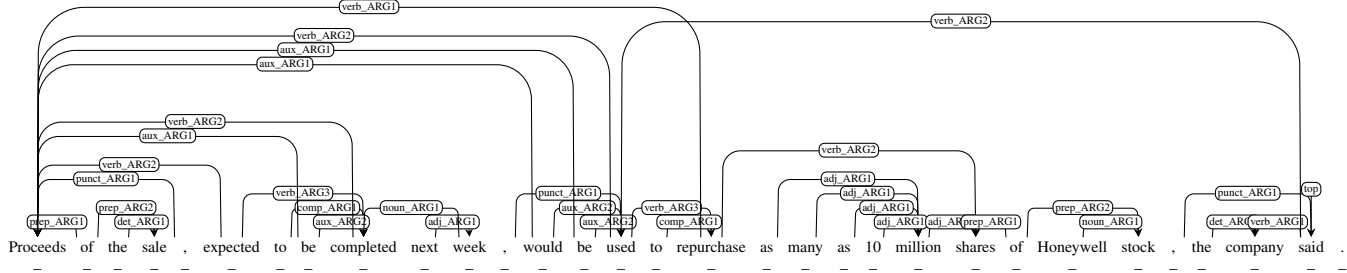 verb_ARG1
verb_ARG2
verb_ARG2
aux_ARG1
aux_ARG1
verb_ARG2
aux_ARG1
verb_ARG2
verb_ARG2
punct_ARG1
adj_ARG1
top
verb_ARG3 punct_ARG1 adj_ARG1 punct_ARG1
prep_ARG2 comp_ARG1 noun_ARG1 aux_ARG2 verb_ARG3 adj_ARG1 prep_ARG2
prep_ARG1 det_ARG1 aux_ARG2 adj_ARG1 aux_ARG2 comp_ARG1 adj_ARG1 prep_ARG1 noun_ARG1 verb_ARG1
Proceeds of the sale , expected to be completed next week , would be used to repurchase as many as 10 million shares of Honeywell stock , the company said .